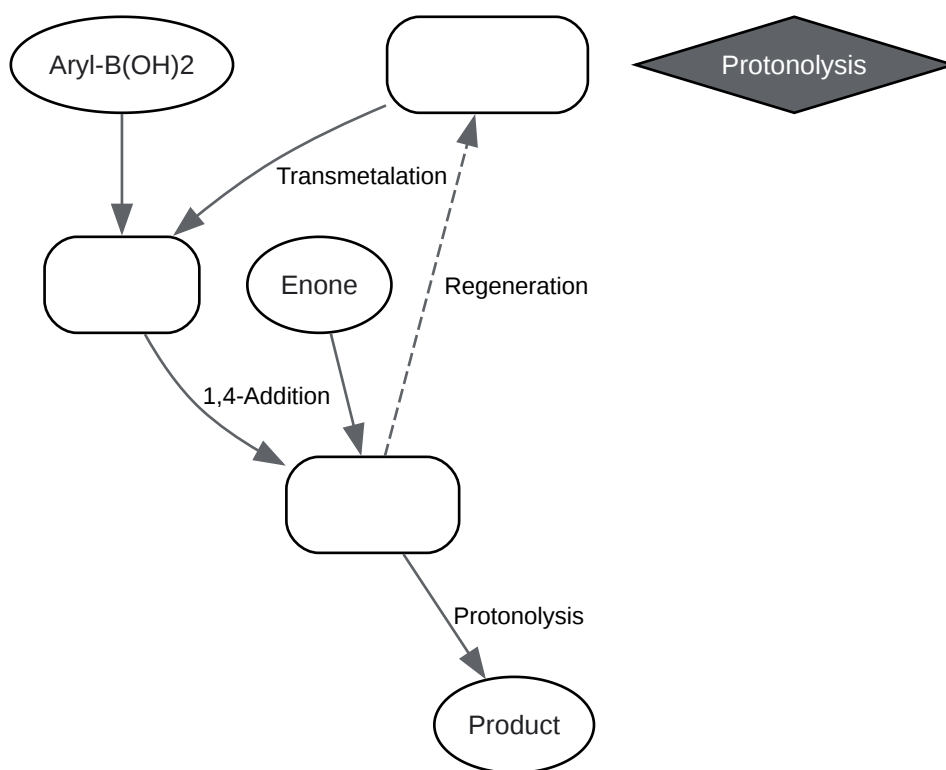 Aryl-B(OH)2
Protonolysis
Transmetalation
Enone
Regeneration
1,4-Addition
Protonolysis
Product